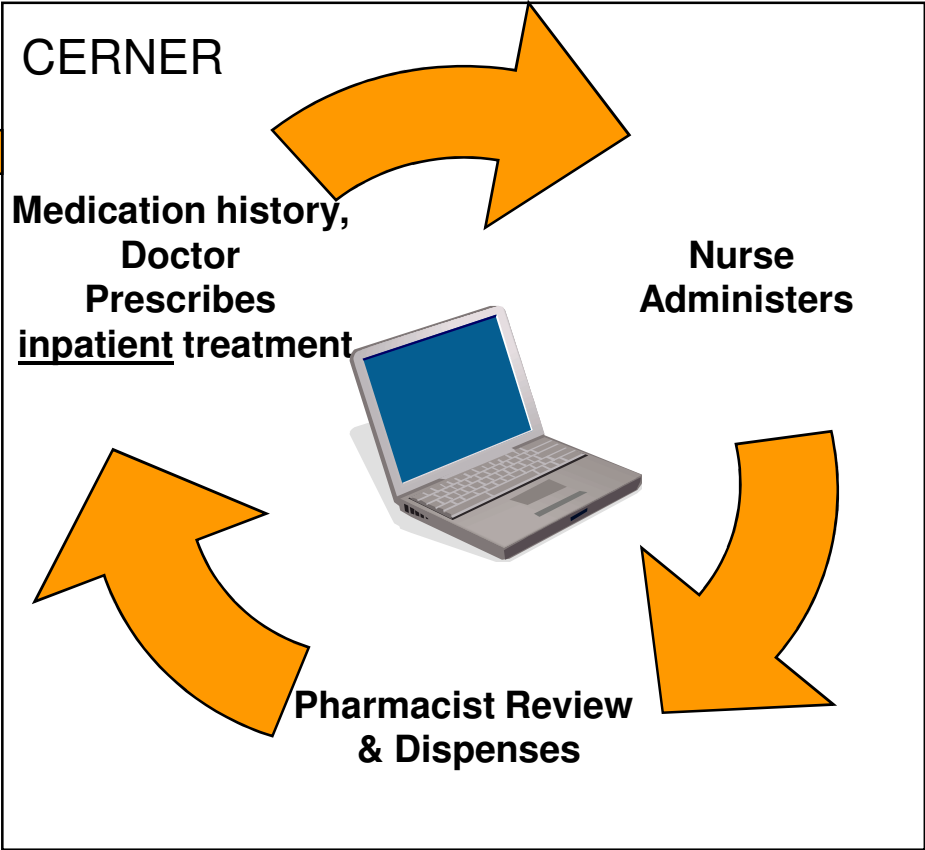 CERNER
Medication history,
Doctor
Prescribes
inpatient treatment
Nurse
Administers
Pharmacist Review
& Dispenses